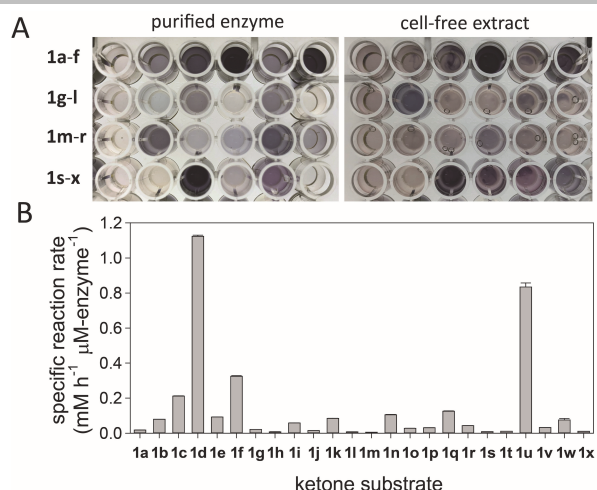 A
purified enzyme
cell-free extract
1a-f
1g-l
1m-r
1s-x
B
specific reaction rate
(mM h⁻¹ µM-enzyme⁻¹)
1.2
1.0
0.8
0.6
0.4
0.2
0.0
1a 1b 1c 1d 1e 1f 1g 1h 1i 1j 1k 1l 1m 1n 1o 1p 1q 1r 1s 1t 1u 1v 1w 1x
ketone substrate